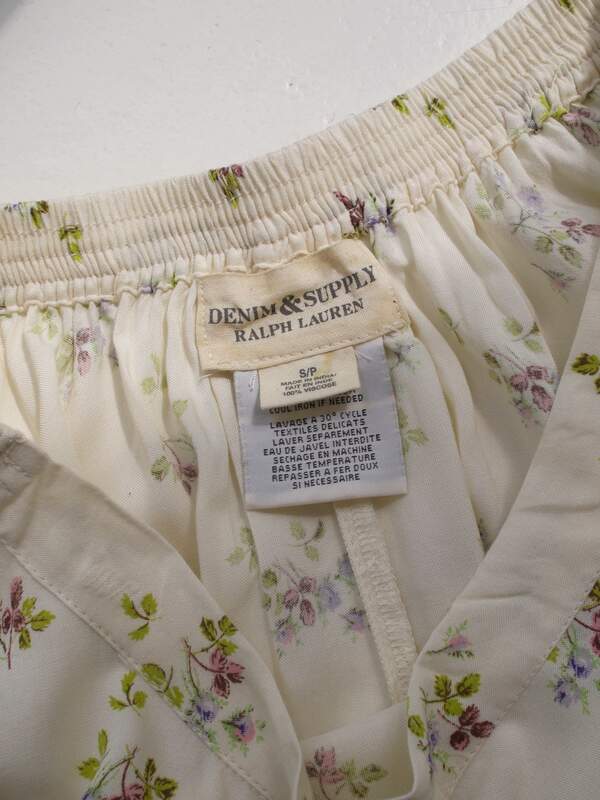 DENIM & SUPPLY
RALPH LAUREN
S/P
MADE IN INDIA/
FAIT EN INDE
100% VISCOSE
COOL IRON IF NEEDED
LAVAGE A 30° CYCLE
TEXTILES DELICATS
LAVER SEPAREMENT
EAU DE JAVEL INTERDITE
SECHAGE EN MACHINE
BASSE TEMPERATURE
REPASSER A FER DOUX
SI NECESSAIRE